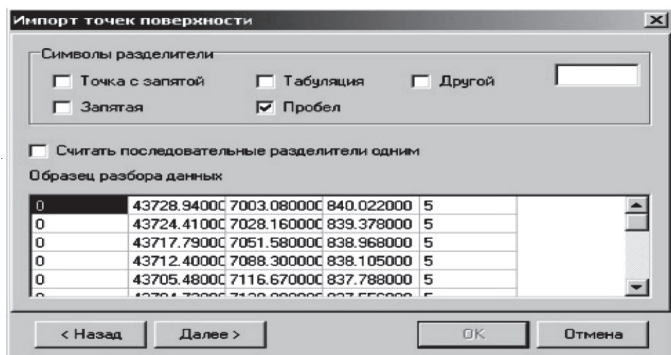 Импорт точек поверхности
Символы разделители
Точка с запятой Табуляция Другой
Запятая Пробел
Считать последовательные разделители одним
Образец разбора данных
0 43728.94000 7003.080000 840.022000 5
0 43724.41000 7028.160000 839.378000 5
0 43717.79000 7051.580000 838.968000 5
0 43712.40000 7088.300000 838.105000 5
0 43705.48000 7116.670000 837.788000 5
< Назад Далее > OK Отмена